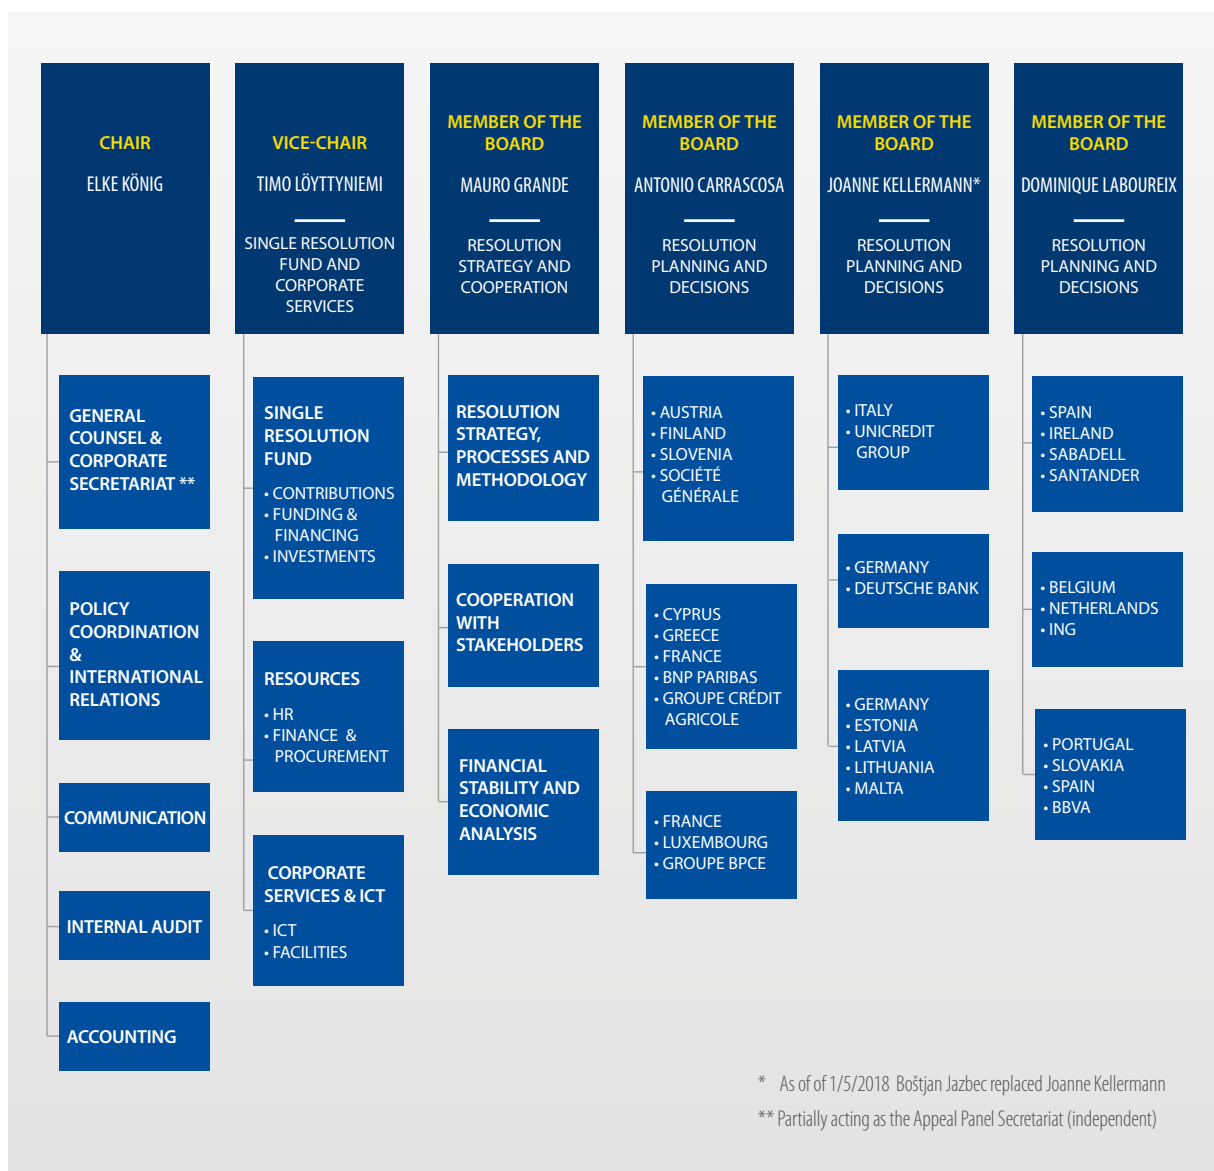 CHAIR
ELKE KÖNIG
GENERAL
COUNSEL &
CORPORATE
SECRETARIAT **
POLICY
COORDINATION
&
INTERNATIONAL
RELATIONS
COMMUNICATION
INTERNAL AUDIT
ACCOUNTING
VICE-CHAIR
TIMO LÖYTTYNIEMI
SINGLE RESOLUTION
FUND AND
CORPORATE
SERVICES
SINGLE
RESOLUTION
FUND
• CONTRIBUTIONS
• FUNDING &
FINANCING
• INVESTMENTS
RESOURCES
• HR
• FINANCE &
PROCUREMENT
CORPORATE
SERVICES & ICT
• ICT
• FACILITIES
MEMBER OF THE
BOARD
MAURO GRANDE
RESOLUTION
STRATEGY AND
COOPERATION
RESOLUTION
STRATEGY,
PROCESSES AND
METHODOLOGY
COOPERATION
WITH
STAKEHOLDERS
FINANCIAL
STABILITY AND
ECONOMIC
ANALYSIS
MEMBER OF THE
BOARD
ANTONIO CARRASCOSA
RESOLUTION
PLANNING AND
DECISIONS
• AUSTRIA
• FINLAND
• SLOVENIA
• SOCIÉTÉ
GÉNÉRALE
• CYPRUS
• GREECE
• FRANCE
• BNP PARIBAS
• GROUPE CRÉDIT
AGRICOLE
• FRANCE
• LUXEMBOURG
• GROUPE BPCE
MEMBER OF THE
BOARD
JOANNE KELLERMANN*
RESOLUTION
PLANNING AND
DECISIONS
• ITALY
• UNICREDIT
GROUP
• GERMANY
• DEUTSCHE BANK
• GERMANY
• ESTONIA
• LATVIA
• LITHUANIA
• MALTA
MEMBER OF THE
BOARD
DOMINIQUE LABOUREIX
RESOLUTION
PLANNING AND
DECISIONS
• SPAIN
• IRELAND
• SABADELL
• SANTANDER
• BELGIUM
• NETHERLANDS
• ING
• PORTUGAL
• SLOVAKIA
• SPAIN
• BBVA
* As of of 1/5/2018 Boštjan Jazbec replaced Joanne Kellermann
** Partially acting as the Appeal Panel Secretariat (independent)